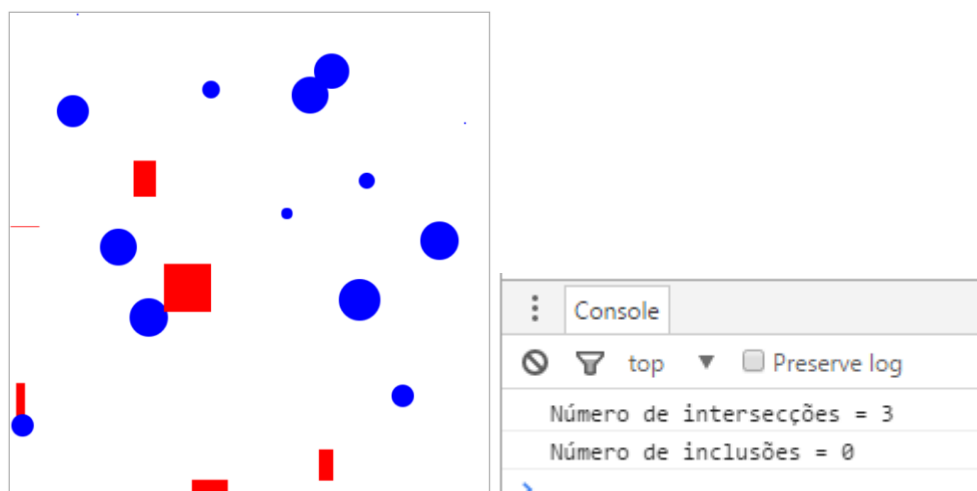 Console
top
Preserve log
Número de intersecções = 3
Número de inclusões = 0